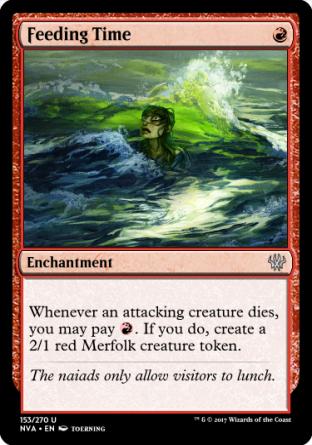 Feeding Time
Enchantment
Whenever an attacking creature dies,
you may pay. If you do, create a
2/1 red Merfolk creature token.
The naiads only allow visitors to lunch.
153/270 U
NVA • EN TOERNING
™ & © 2017 Wizards of the Coast